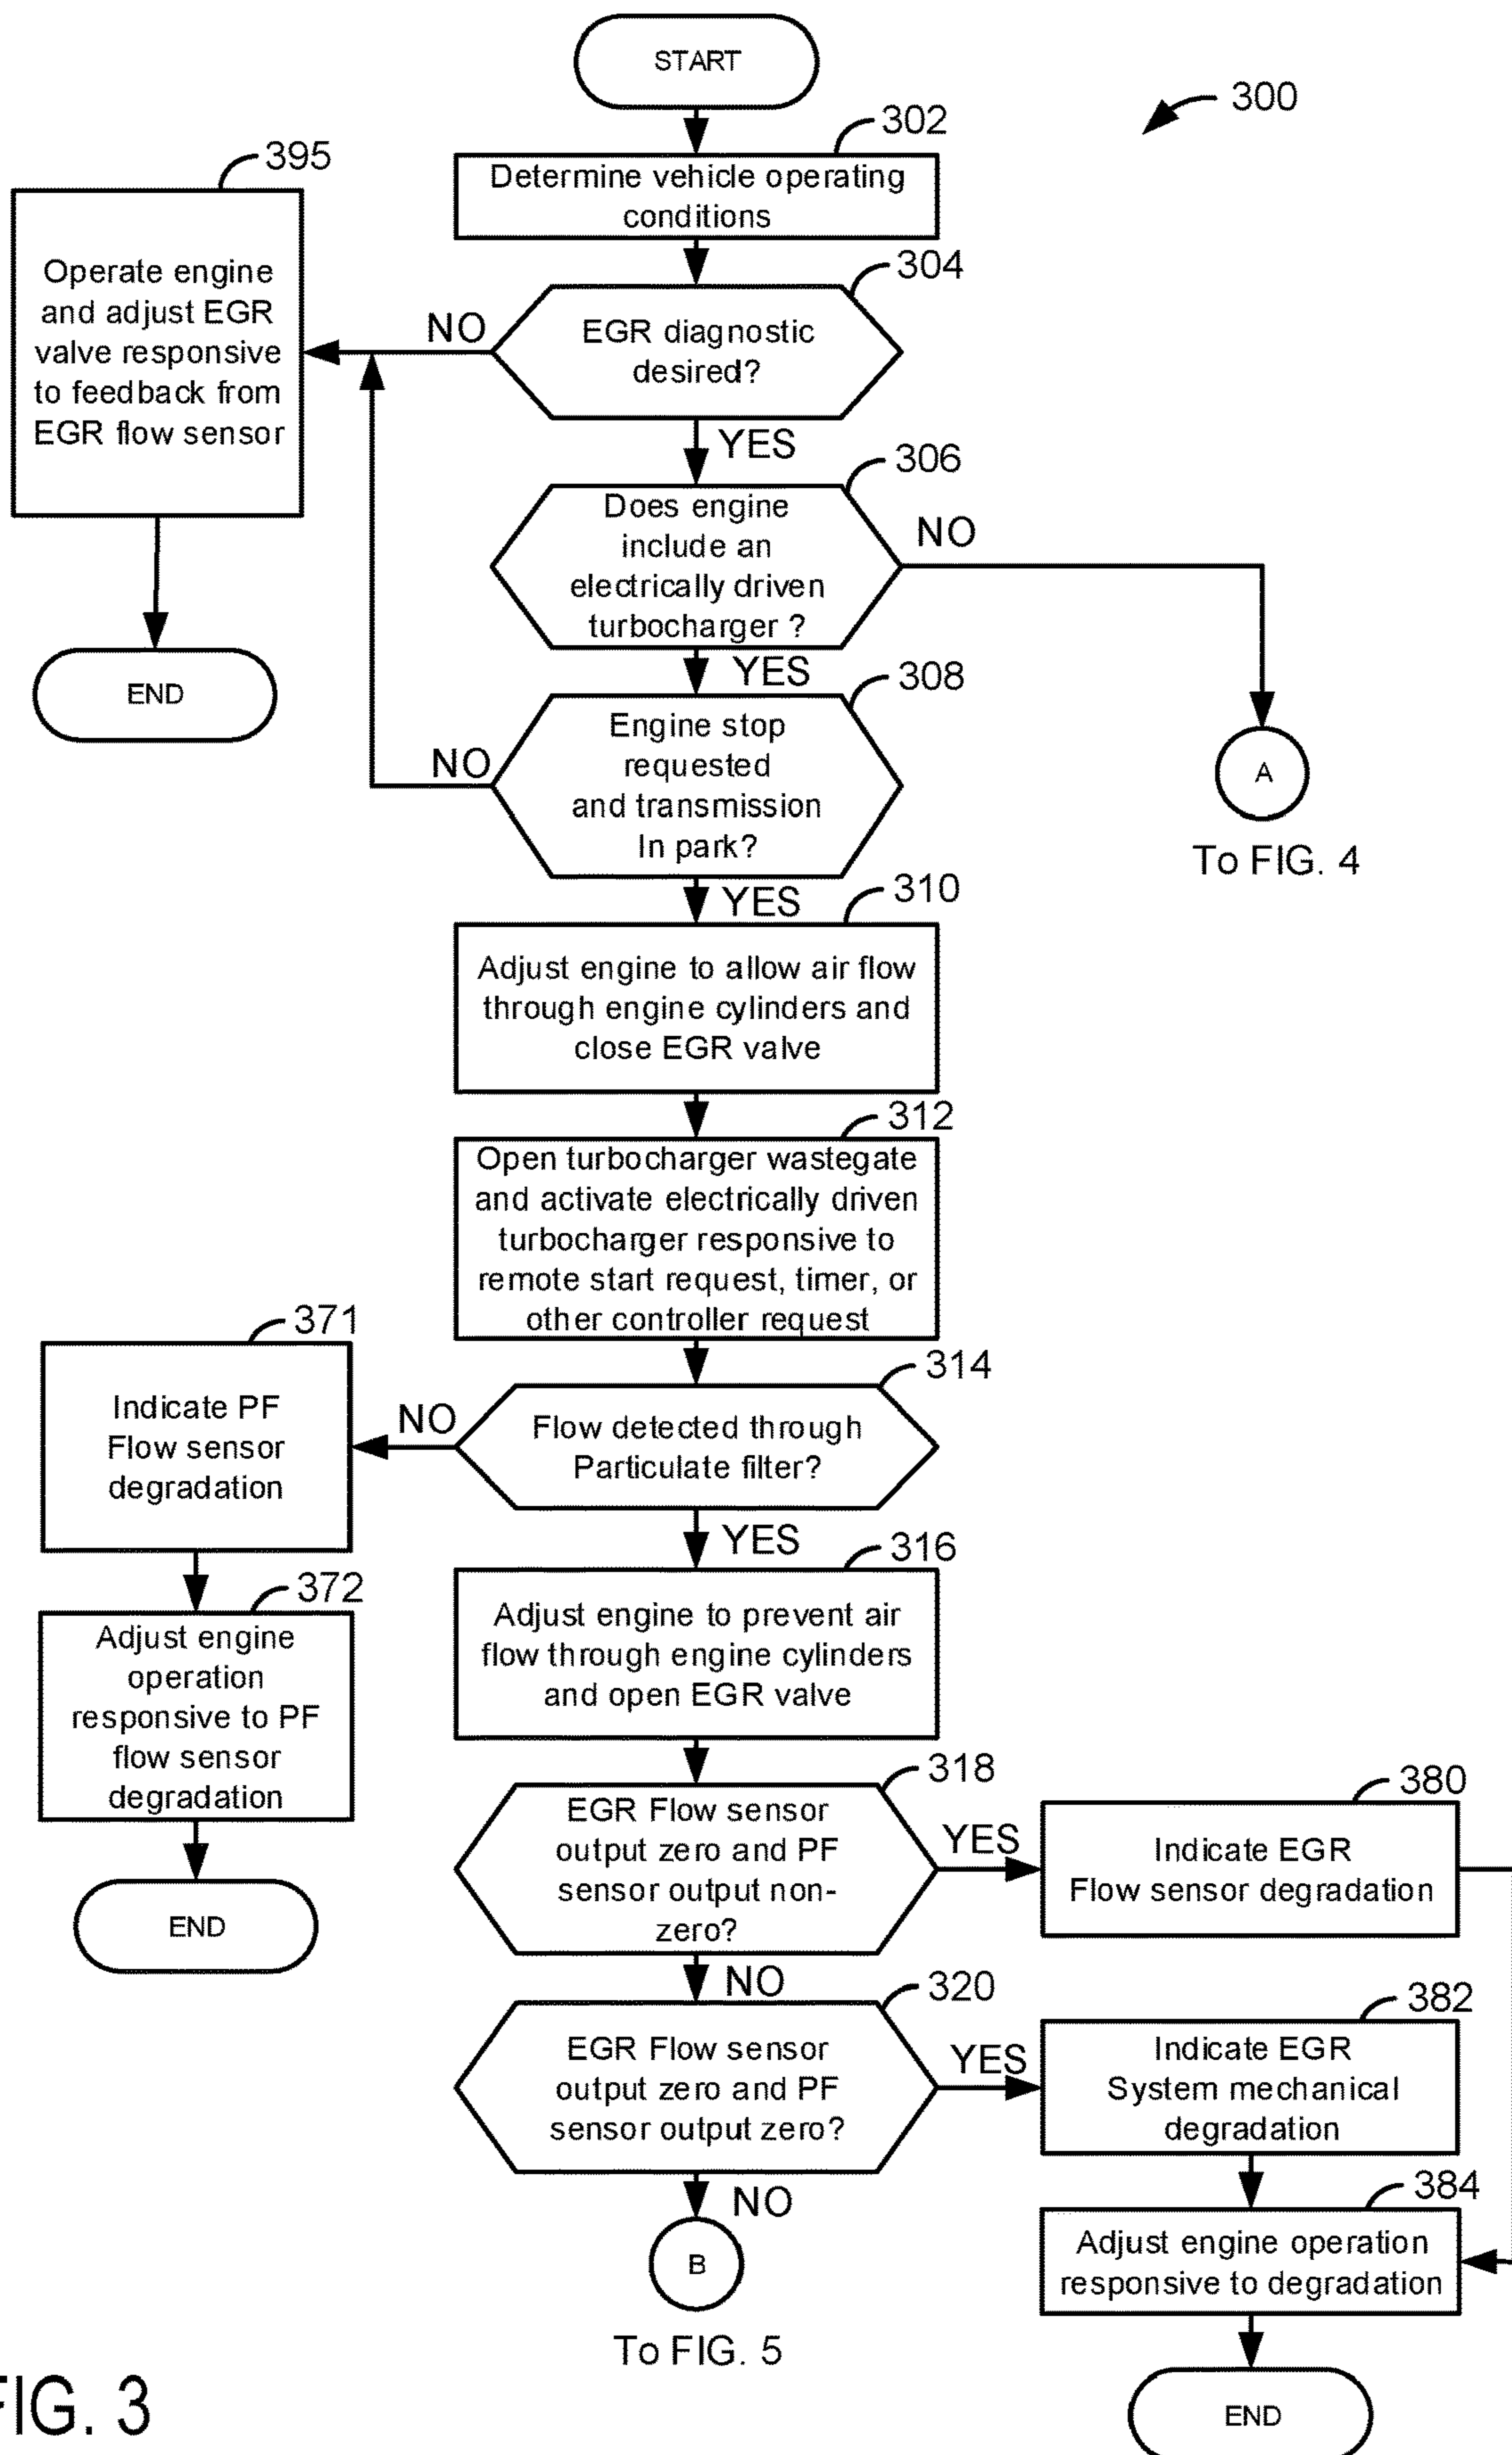 START
300
302
Determine vehicle operating
conditions
395
Operate engine
and adjust EGR
valve responsive
to feedback from
EGR flow sensor
END
304
EGR diagnostic
desired?
NO
YES
306
Does engine
include an
electrically driven
turbocharger ?
NO
A
To FIG. 4
YES
308
Engine stop
requested
and transmission
In park?
NO
YES
310
Adjust engine to allow air flow
through engine cylinders and
close EGR valve
312
Open turbocharger wastegate
and activate electrically driven
turbocharger responsive to
remote start request, timer, or
other controller request
314
Flow detected through
Particulate filter?
NO
371
Indicate PF
Flow sensor
degradation
372
Adjust engine
operation
responsive to PF
flow sensor
degradation
END
YES
316
Adjust engine to prevent air
flow through engine cylinders
and open EGR valve
318
EGR Flow sensor
output zero and PF
sensor output non-
zero?
YES
380
Indicate EGR
Flow sensor degradation
NO
320
EGR Flow sensor
output zero and PF
sensor output zero?
YES
382
Indicate EGR
System mechanical
degradation
384
Adjust engine operation
responsive to degradation
END
NO
B
To FIG. 5
FIG. 3